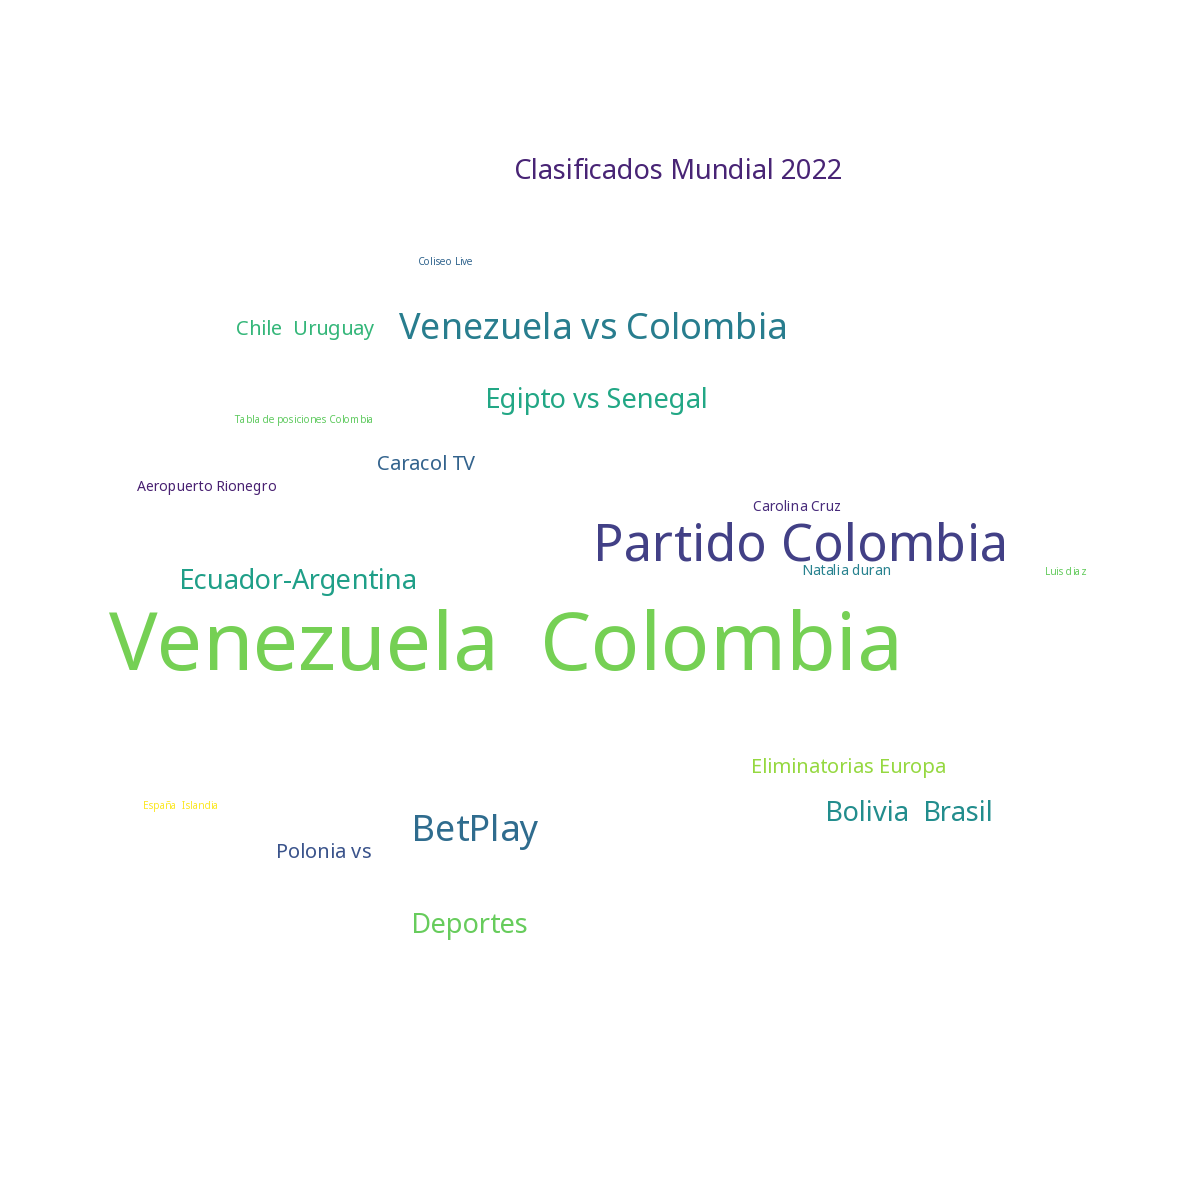 Clasificados Mundial 2022
Coliseo Live
Chile  Uruguay
Venezuela vs Colombia
Egipto vs Senegal
Tabla de posiciones Colombia
Caracol TV
Aeropuerto Rionegro
Carolina Cruz
Partido Colombia
Natalia duran
Luis diaz
Ecuador-Argentina
Venezuela  Colombia
Eliminatorias Europa
España  Islandia
Bolivia  Brasil
BetPlay
Polonia vs
Deportes